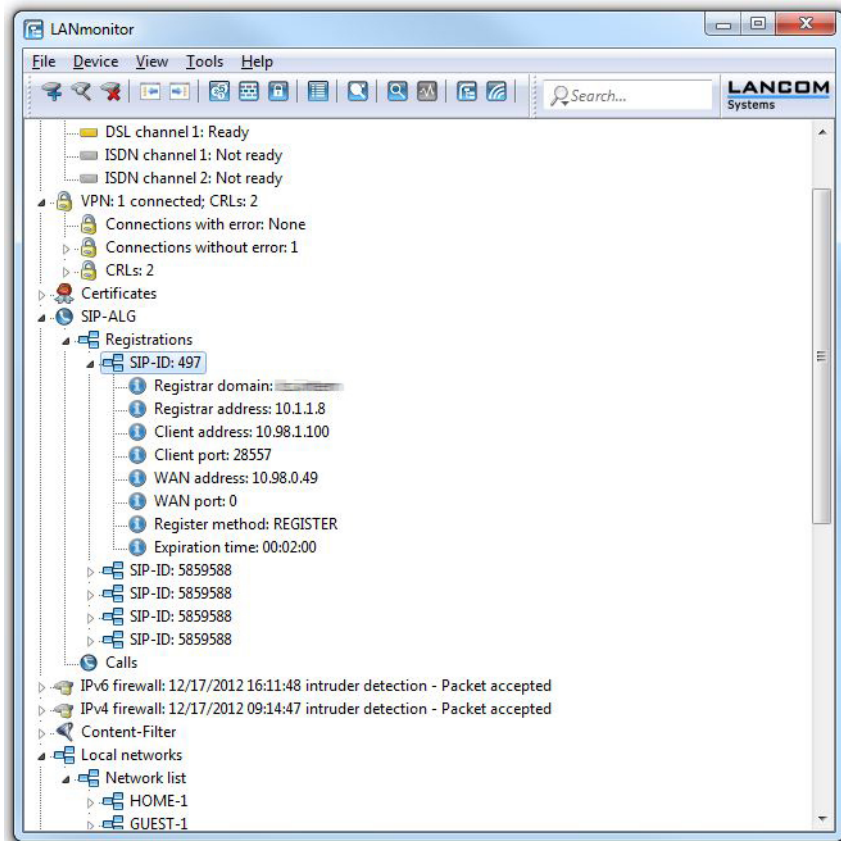 LANmonitor
File Device View Tools Help
Search...
LANCOM
Systems
DSL channel 1: Ready
ISDN channel 1: Not ready
ISDN channel 2: Not ready
VPN: 1 connected; CRLs: 2
Connections with error: None
Connections without error: 1
CRLs: 2
Certificates
SIP-ALG
Registrations
SIP-ID: 497
Registrar domain:
Registrar address: 10.1.1.8
Client address: 10.98.1.100
Client port: 28557
WAN address: 10.98.0.49
WAN port: 0
Register method: REGISTER
Expiration time: 00:02:00
SIP-ID: 5859588
SIP-ID: 5859588
SIP-ID: 5859588
SIP-ID: 5859588
Calls
IPv6 firewall: 12/17/2012 16:11:48 intruder detection - Packet accepted
IPv4 firewall: 12/17/2012 09:14:47 intruder detection - Packet accepted
Content-Filter
Local networks
Network list
HOME-1
GUEST-1